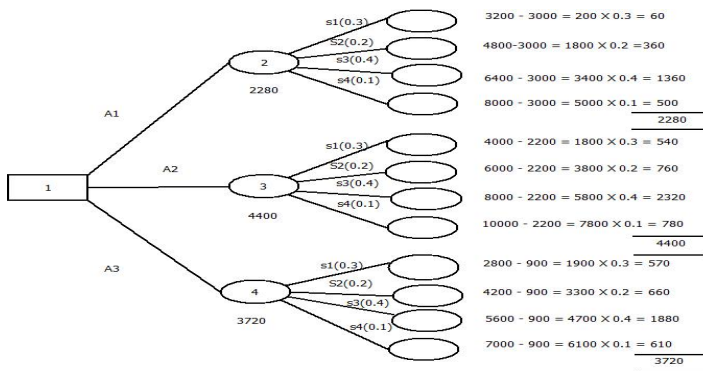 s1(0.3)
3200 - 3000 = 200 X 0.3 = 60
S2(0.2)
4800-3000 = 1800 X 0.2 =360
2
s3(0.4)
6400 - 3000 = 3400 X 0.4 = 1360
s4(0.1)
2280
8000 - 3000 = 5000 X 0.1 = 500
A1
2280
s1(0.3)
4000 - 2200 = 1800 X 0.3 = 540
A2
S2(0.2)
6000 - 2200 = 3800 X 0.2 = 760
1
3
s3(0.4)
8000 - 2200 = 5800 X 0.4 = 2320
s4(0.1)
4400
10000 - 2200 = 7800 X 0.1 = 780
4400
A3
s1(0.3)
2800 - 900 = 1900 X 0.3 = 570
S2(0.2)
4
4200 - 900 = 3300 X 0.2 = 660
s3(0.4)
3720
5600 - 900 = 4700 X 0.4 = 1880
s4(0.1)
7000 - 900 = 6100 X 0.1 = 610
3720